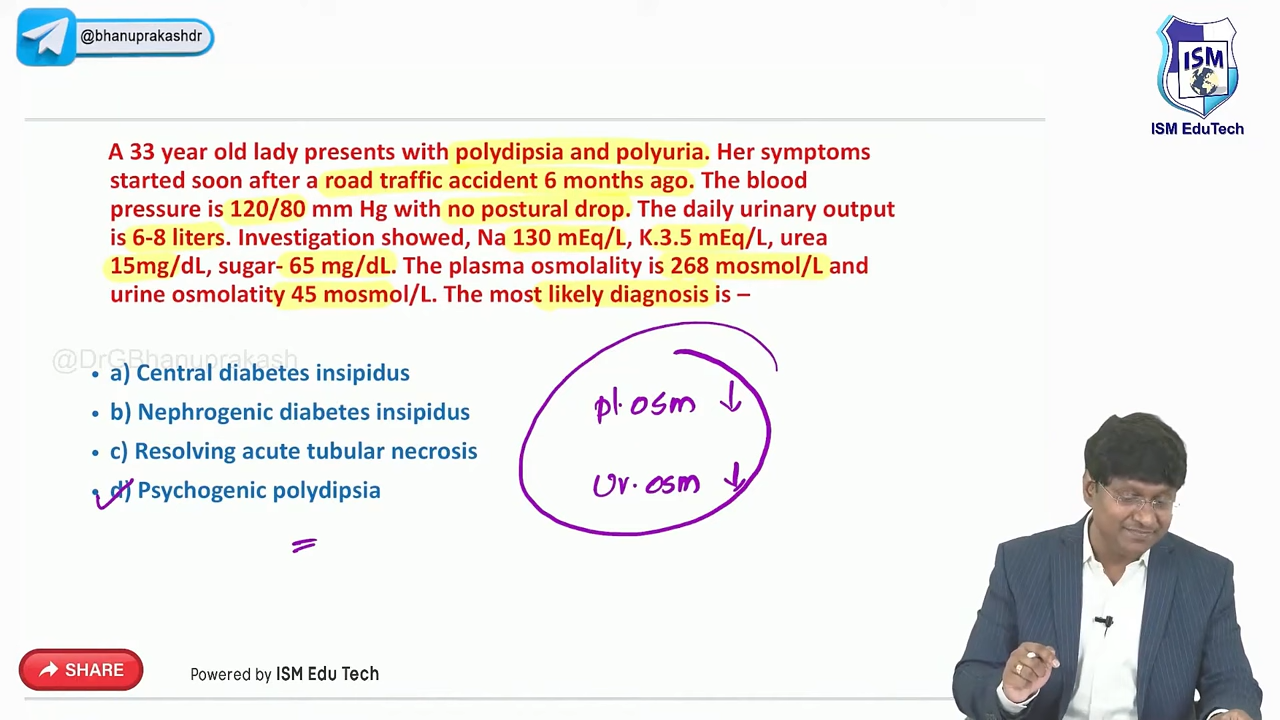 @bhanuprakashdr
ISM
ISM EduTech
A 33 year old lady presents with polydipsia and polyuria. Her symptoms
started soon after a road traffic accident 6 months ago. The blood
pressure is 120/80 mm Hg with no postural drop. The daily urinary output
is 6-8 liters. Investigation showed, Na 130 mEq/L, K.3.5 mEq/L, urea
15mg/dL, sugar- 65 mg/dL. The plasma osmolality is 268 mosmol/L and
urine osmolatity 45 mosmol/L. The most likely diagnosis is –
@DrGBhanuprakash
• a) Central diabetes insipidus
• b) Nephrogenic diabetes insipidus
• c) Resolving acute tubular necrosis
• d) Psychogenic polydipsia
pl. osm ↓
Ur. osm ↓
=
SHARE
Powered by ISM Edu Tech